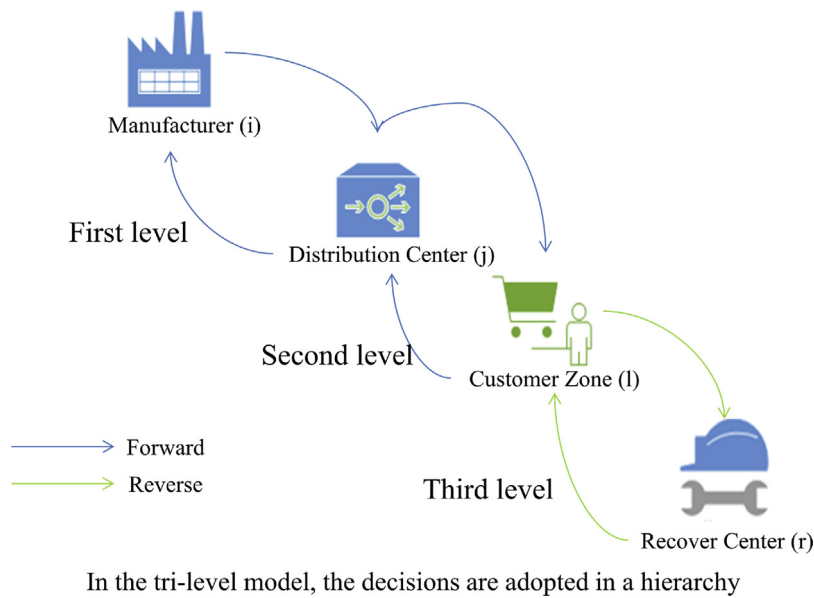 Manufacturer (i)
First level
Distribution Center (j)
Second level
Customer Zone (l)
Forward
Reverse
Third level
Recover Center (r)
In the tri-level model, the decisions are adopted in a hierarchy